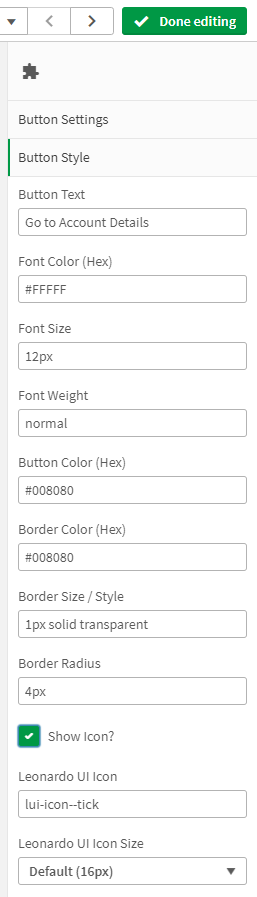 Done editing
Button Settings
Button Style
Button Text
Go to Account Details
Font Color (Hex)
#FFFFF
Font Size
12px
Font Weight
normal
Button Color (Hex)
#008080
Border Color (Hex)
#008080
Border Size / Style
1px solid transparent
Border Radius
4px
Show Icon?
Leonardo UI Icon
lui-icon--tick
Leonardo UI Icon Size
Default (16px)